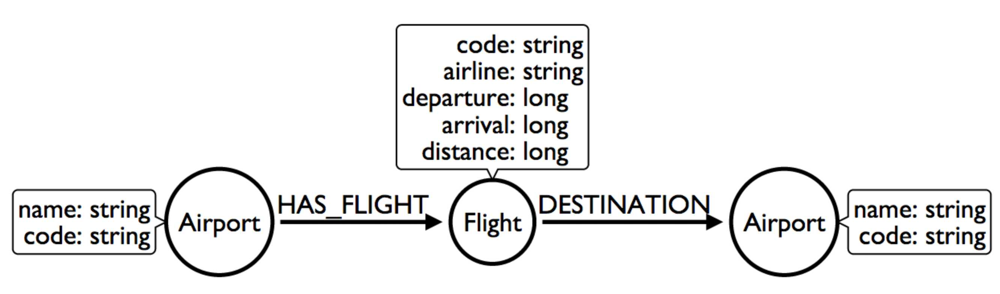 code: string
airline: string
departure: long
arrival: long
distance: long
name: string
code: string
Airport
HAS_FLIGHT
Flight
DESTINATION
Airport
name: string
code: string